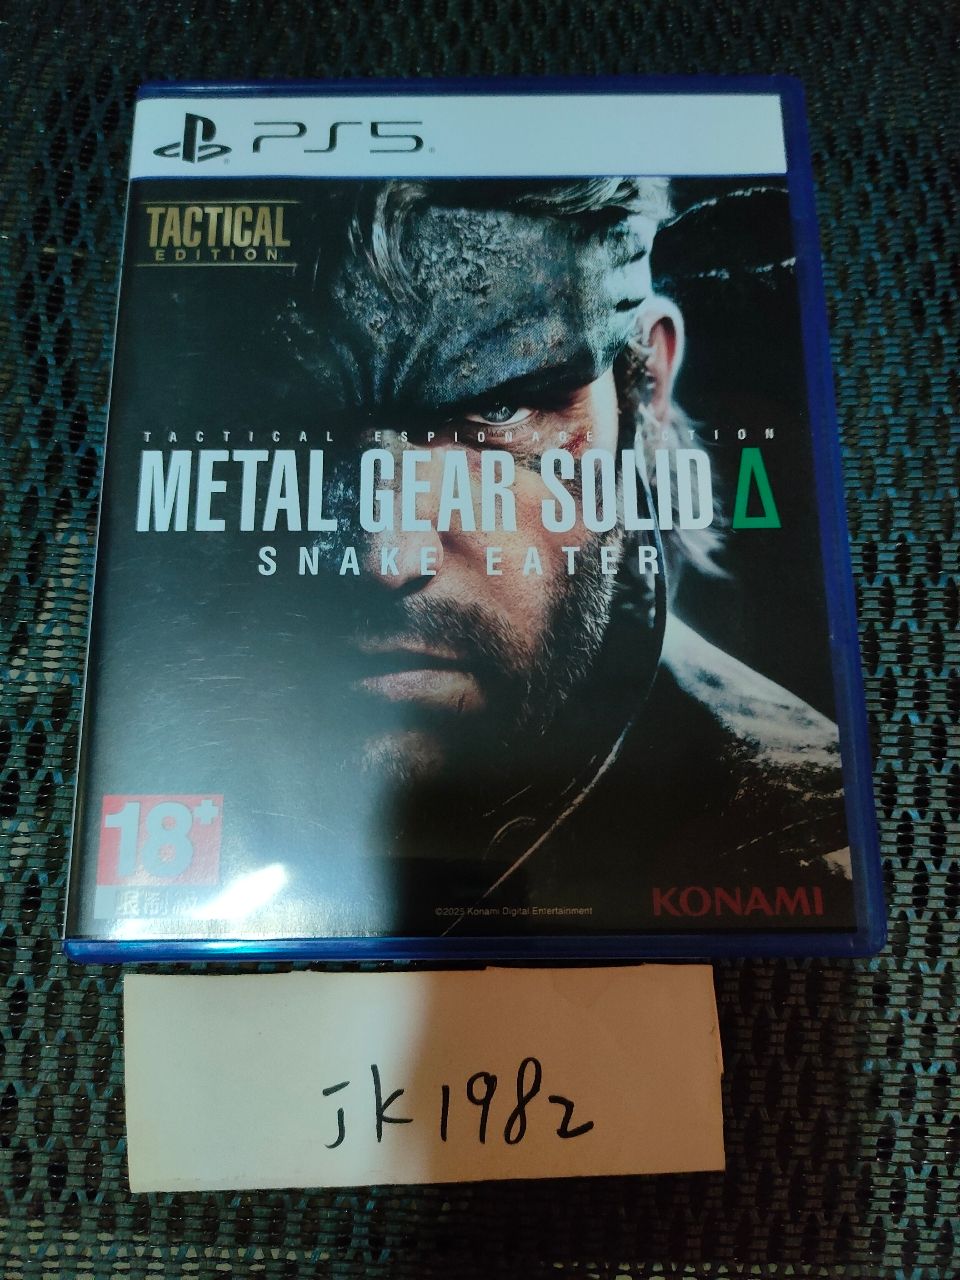 PS5
TACTICAL
EDITION
TACTICAL ESPIONAGE ACTION
METAL GEAR SOLID Δ
SNAKE EATER
18+
限制級
©2025 Konami Digital Entertainment
KONAMI
jk1982